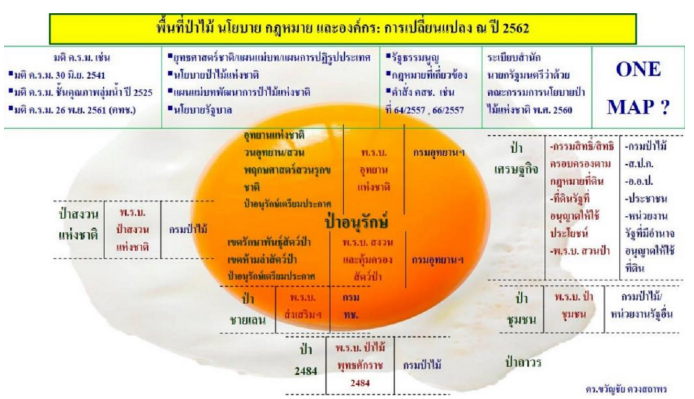 พื้นที่ป่าไม้ นโยบาย กฎหมาย และองค์กร: การเปลี่ยนแปลง ณ ปี 2562
มติ ค.ร.ม. เช่น
▪มติ ค.ร.ม. 30 มิย. 2541
▪มติ ค.ร.ม. ชั้นคุณภาพลุ่มน้ำ ปี 2525
▪มติ ค.ร.ม. 26 พ.ย. 2561 (คทช.)
▪ยุทธศาสตร์ชาติ/แผนแม่บท/แผนการปฏิรูปประเทศ
▪นโยบายป่าไม้แห่งชาติ
▪แผนแม่บทพัฒนาการป่าไม้แห่งชาติ
▪นโยบายรัฐบาล
▪รัฐธรรมนูญ
▪กฎหมายที่เกี่ยวข้อง
▪คำสั่ง คสช. เช่น
ที่ 64/2557 , 66/2557
ระเบียบสำนัก
นายกรัฐมนตรีว่าด้วย
คณะกรรมการนโยบายป่า
ไม้แห่งชาติ พ.ศ. 2560
ONE
MAP ?
อุทยานแห่งชาติ
วนอุทยาน/สวน
พฤกษศาสตร์สวนรุกข
ชาติ
ป่าอนุรักษ์เตรียมประกาศ
พ.ร.บ.
อุทยาน
แห่งชาติ
กรมอุทยานฯ
ป่าอนุรักษ์
เขตรักษาพันธุ์สัตว์ป่า
เขตห้ามล่าสัตว์ป่า
ป่าอนุรักษ์เตรียมประกาศ
พ.ร.บ. สงวน
และคุ้มครอง
สัตว์ป่า
กรมอุทยานฯ
ป่าสงวน
แห่งชาติ
พ.ร.บ.
ป่าสงวน
แห่งชาติ
กรมป่าไม้
ป่า
ชายเลน
พ.ร.บ.
ส่งเสริมฯ
กรม
ทช.
ป่า
2484
พ.ร.บ. ป่าไม้
พุทธศักราช
2484
กรมป่าไม้
ป่า
เศรษฐกิจ
-กรรมสิทธิ/สิทธิ
ครอบครองตาม
กฎหมายที่ดิน
-ที่ดินรัฐที่
อนุญาตให้ใช้
ประโยชน์
-พ.ร.บ. สวนป่า
-กรมป่าไม้
-ส.ป.ก.
-อ.อ.ป.
-ประชาชน
-หน่วยงาน
รัฐที่มีอำนาจ
อนุญาตให้ใช้
ที่ดิน
ป่า
ชุมชน
พ.ร.บ. ป่า
ชุมชน
กรมป่าไม้/
หน่วยงานรัฐอื่น
ป่าถาวร
ดร.ขวัญชัย ดวงสถาพร